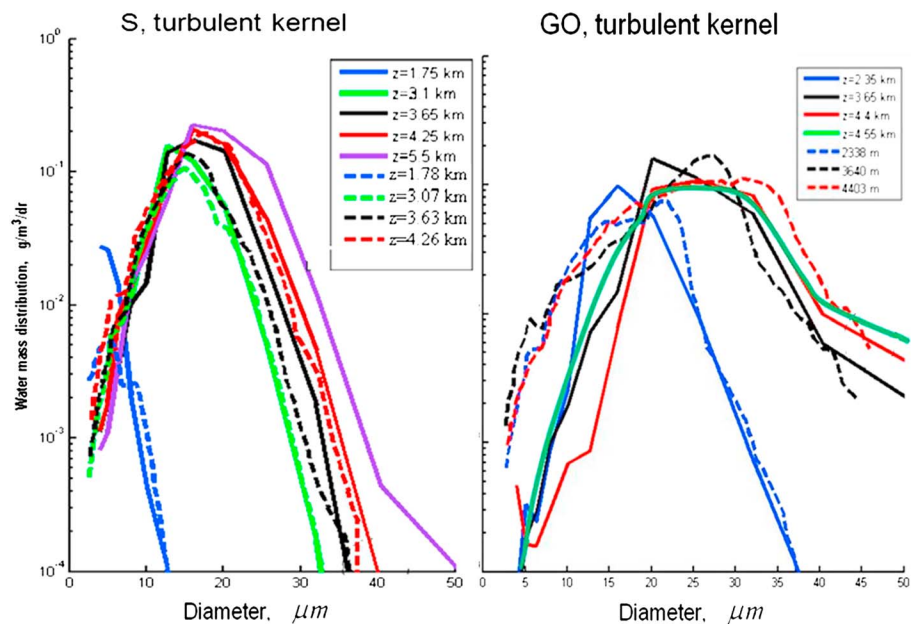 S, turbulent kernel
GO, turbulent kernel
Water mass distribution, g/m³/dr
10⁰
10⁻¹
10⁻²
10⁻³
10⁻⁴
0 10 20 30 40 50
Diameter, μm
z=1.75 km
z=3.1 km
z=3.65 km
z=4.25 km
z=5.5 km
z=1.78 km
z=3.07 km
z=3.63 km
z=4.26 km
0 5 10 15 20 25 30 35 40 45 50
Diameter, μm
z=2.35 km
z=3.65 km
z=4.4 km
z=4.55 km
2338 m
3640 m
4403 m